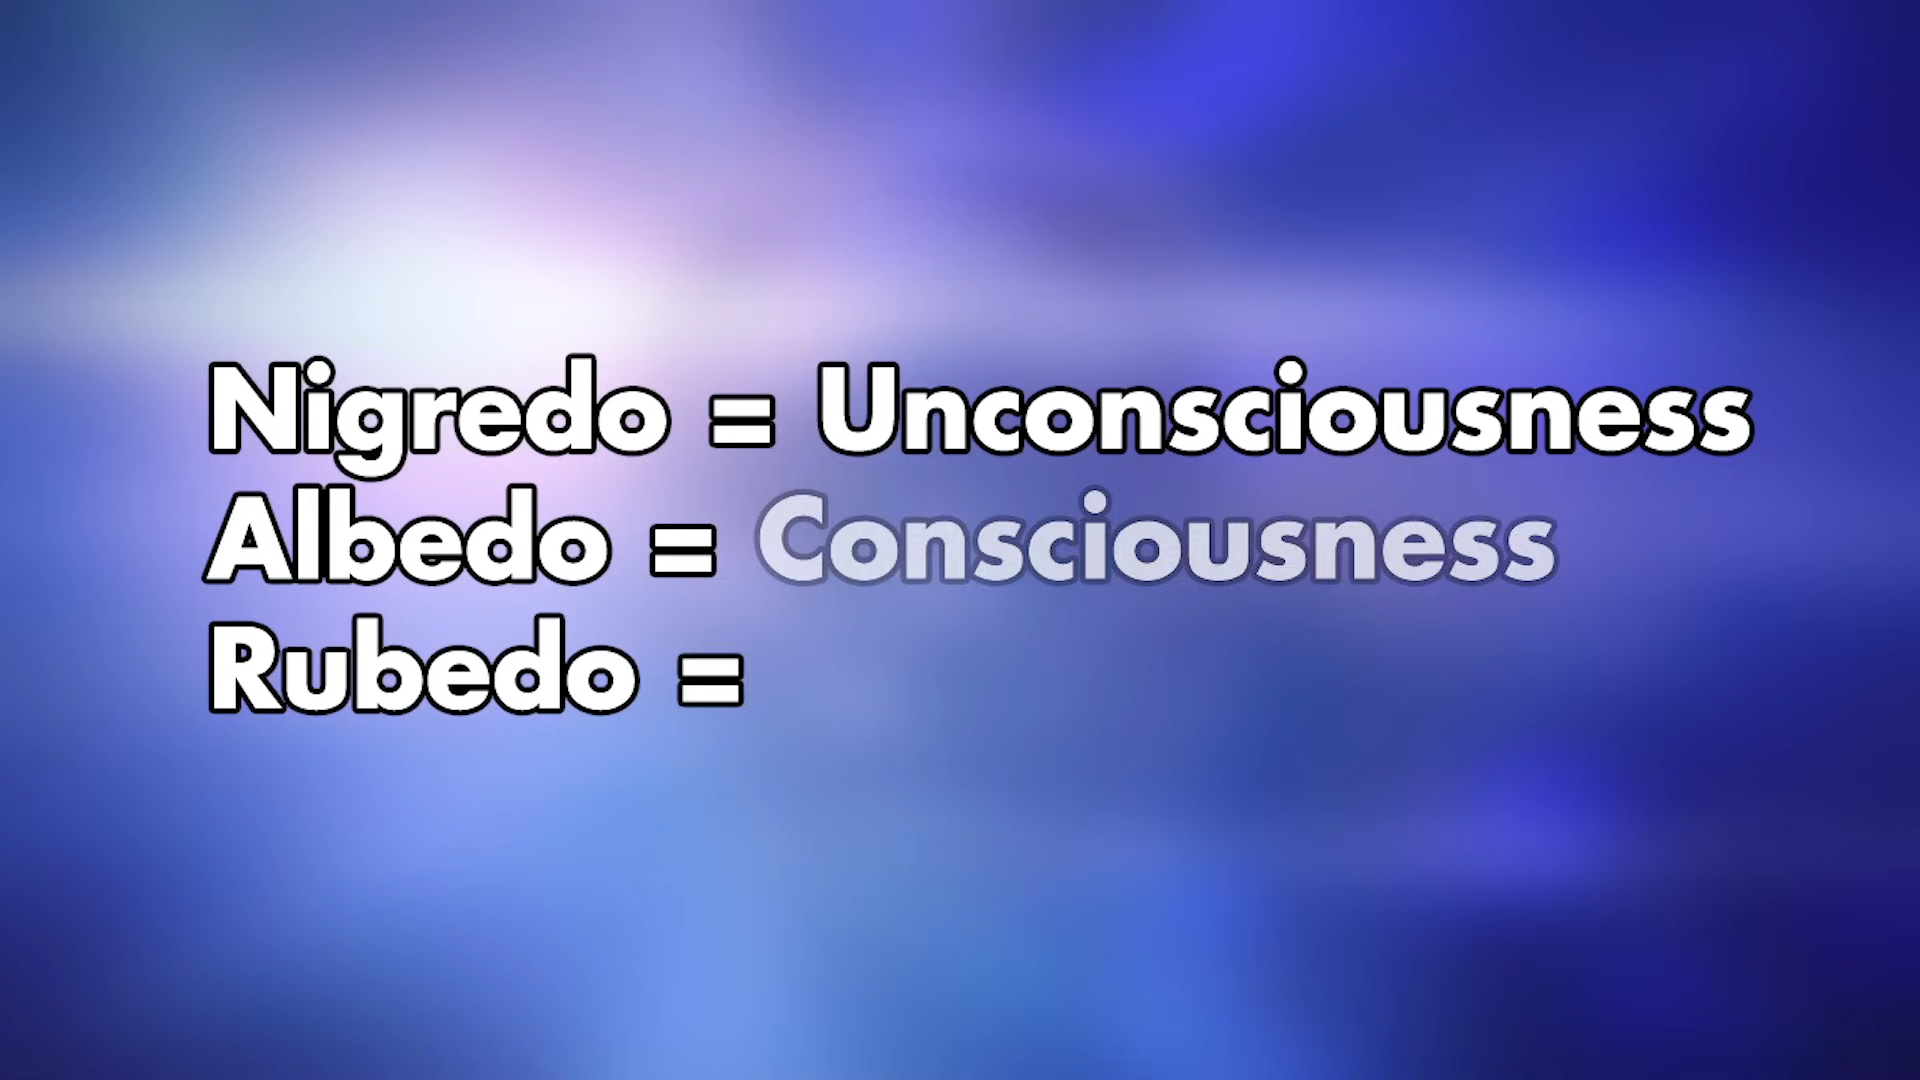 Nigredo = Unconsciousness
Albedo = Consciousness
Rubedo =